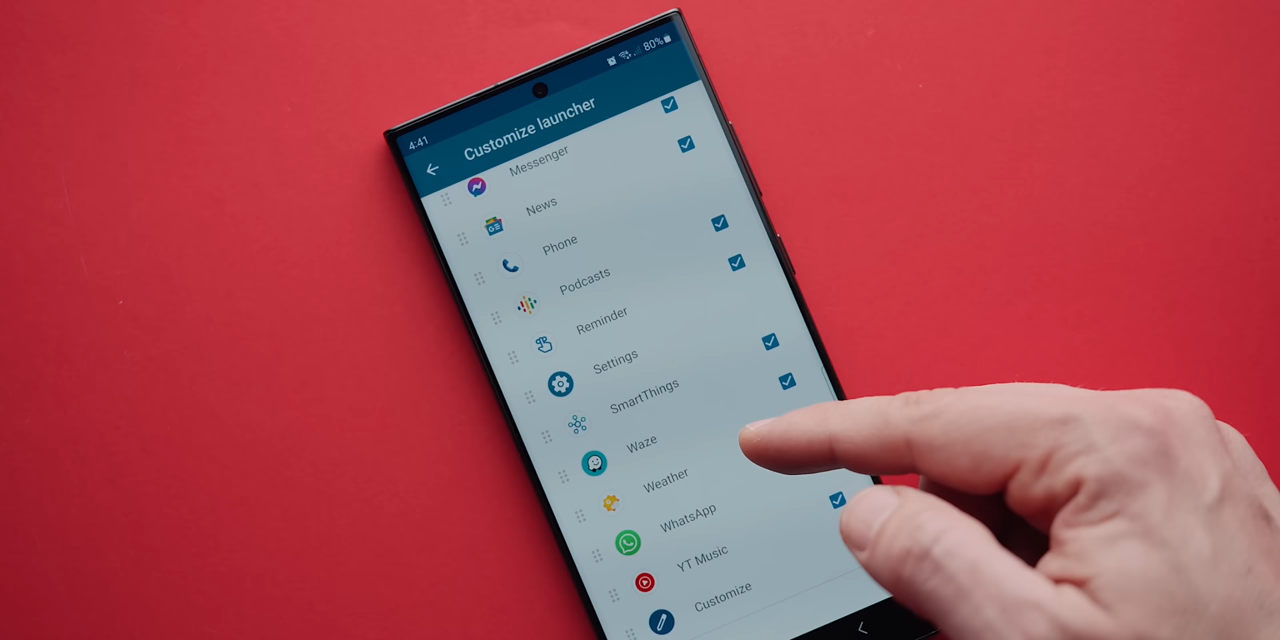 4:41
80%
Customize launcher
Messenger
News
Phone
Podcasts
Reminder
Settings
SmartThings
Waze
Weather
WhatsApp
YT Music
Customize